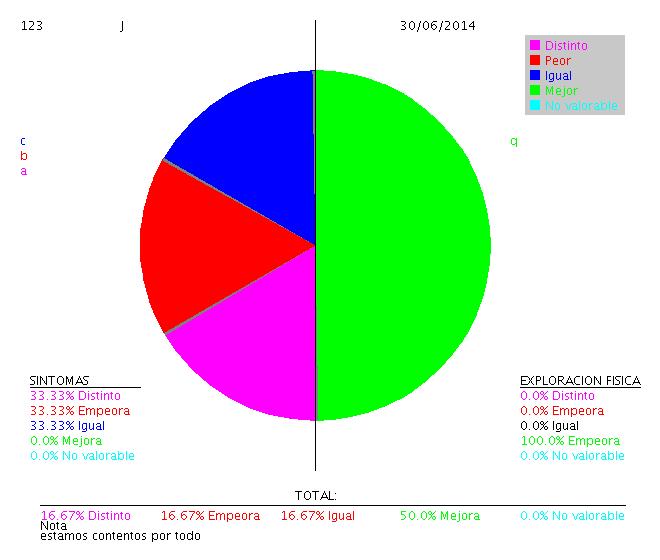 123 J 30/06/2014
Distinto
Peor
Igual
Mejor
No valorable
c
b
a
q
SINTOMAS
33.33% Distinto
33.33% Empeora
33.33% Igual
0.0% Mejora
0.0% No valorable
EXPLORACION FISICA
0.0% Distinto
0.0% Empeora
0.0% Igual
100.0% Empeora
0.0% No valorable
TOTAL:
16.67% Distinto 16.67% Empeora 16.67% Igual 50.0% Mejora 0.0% No valorable
Nota
estamos contentos por todo